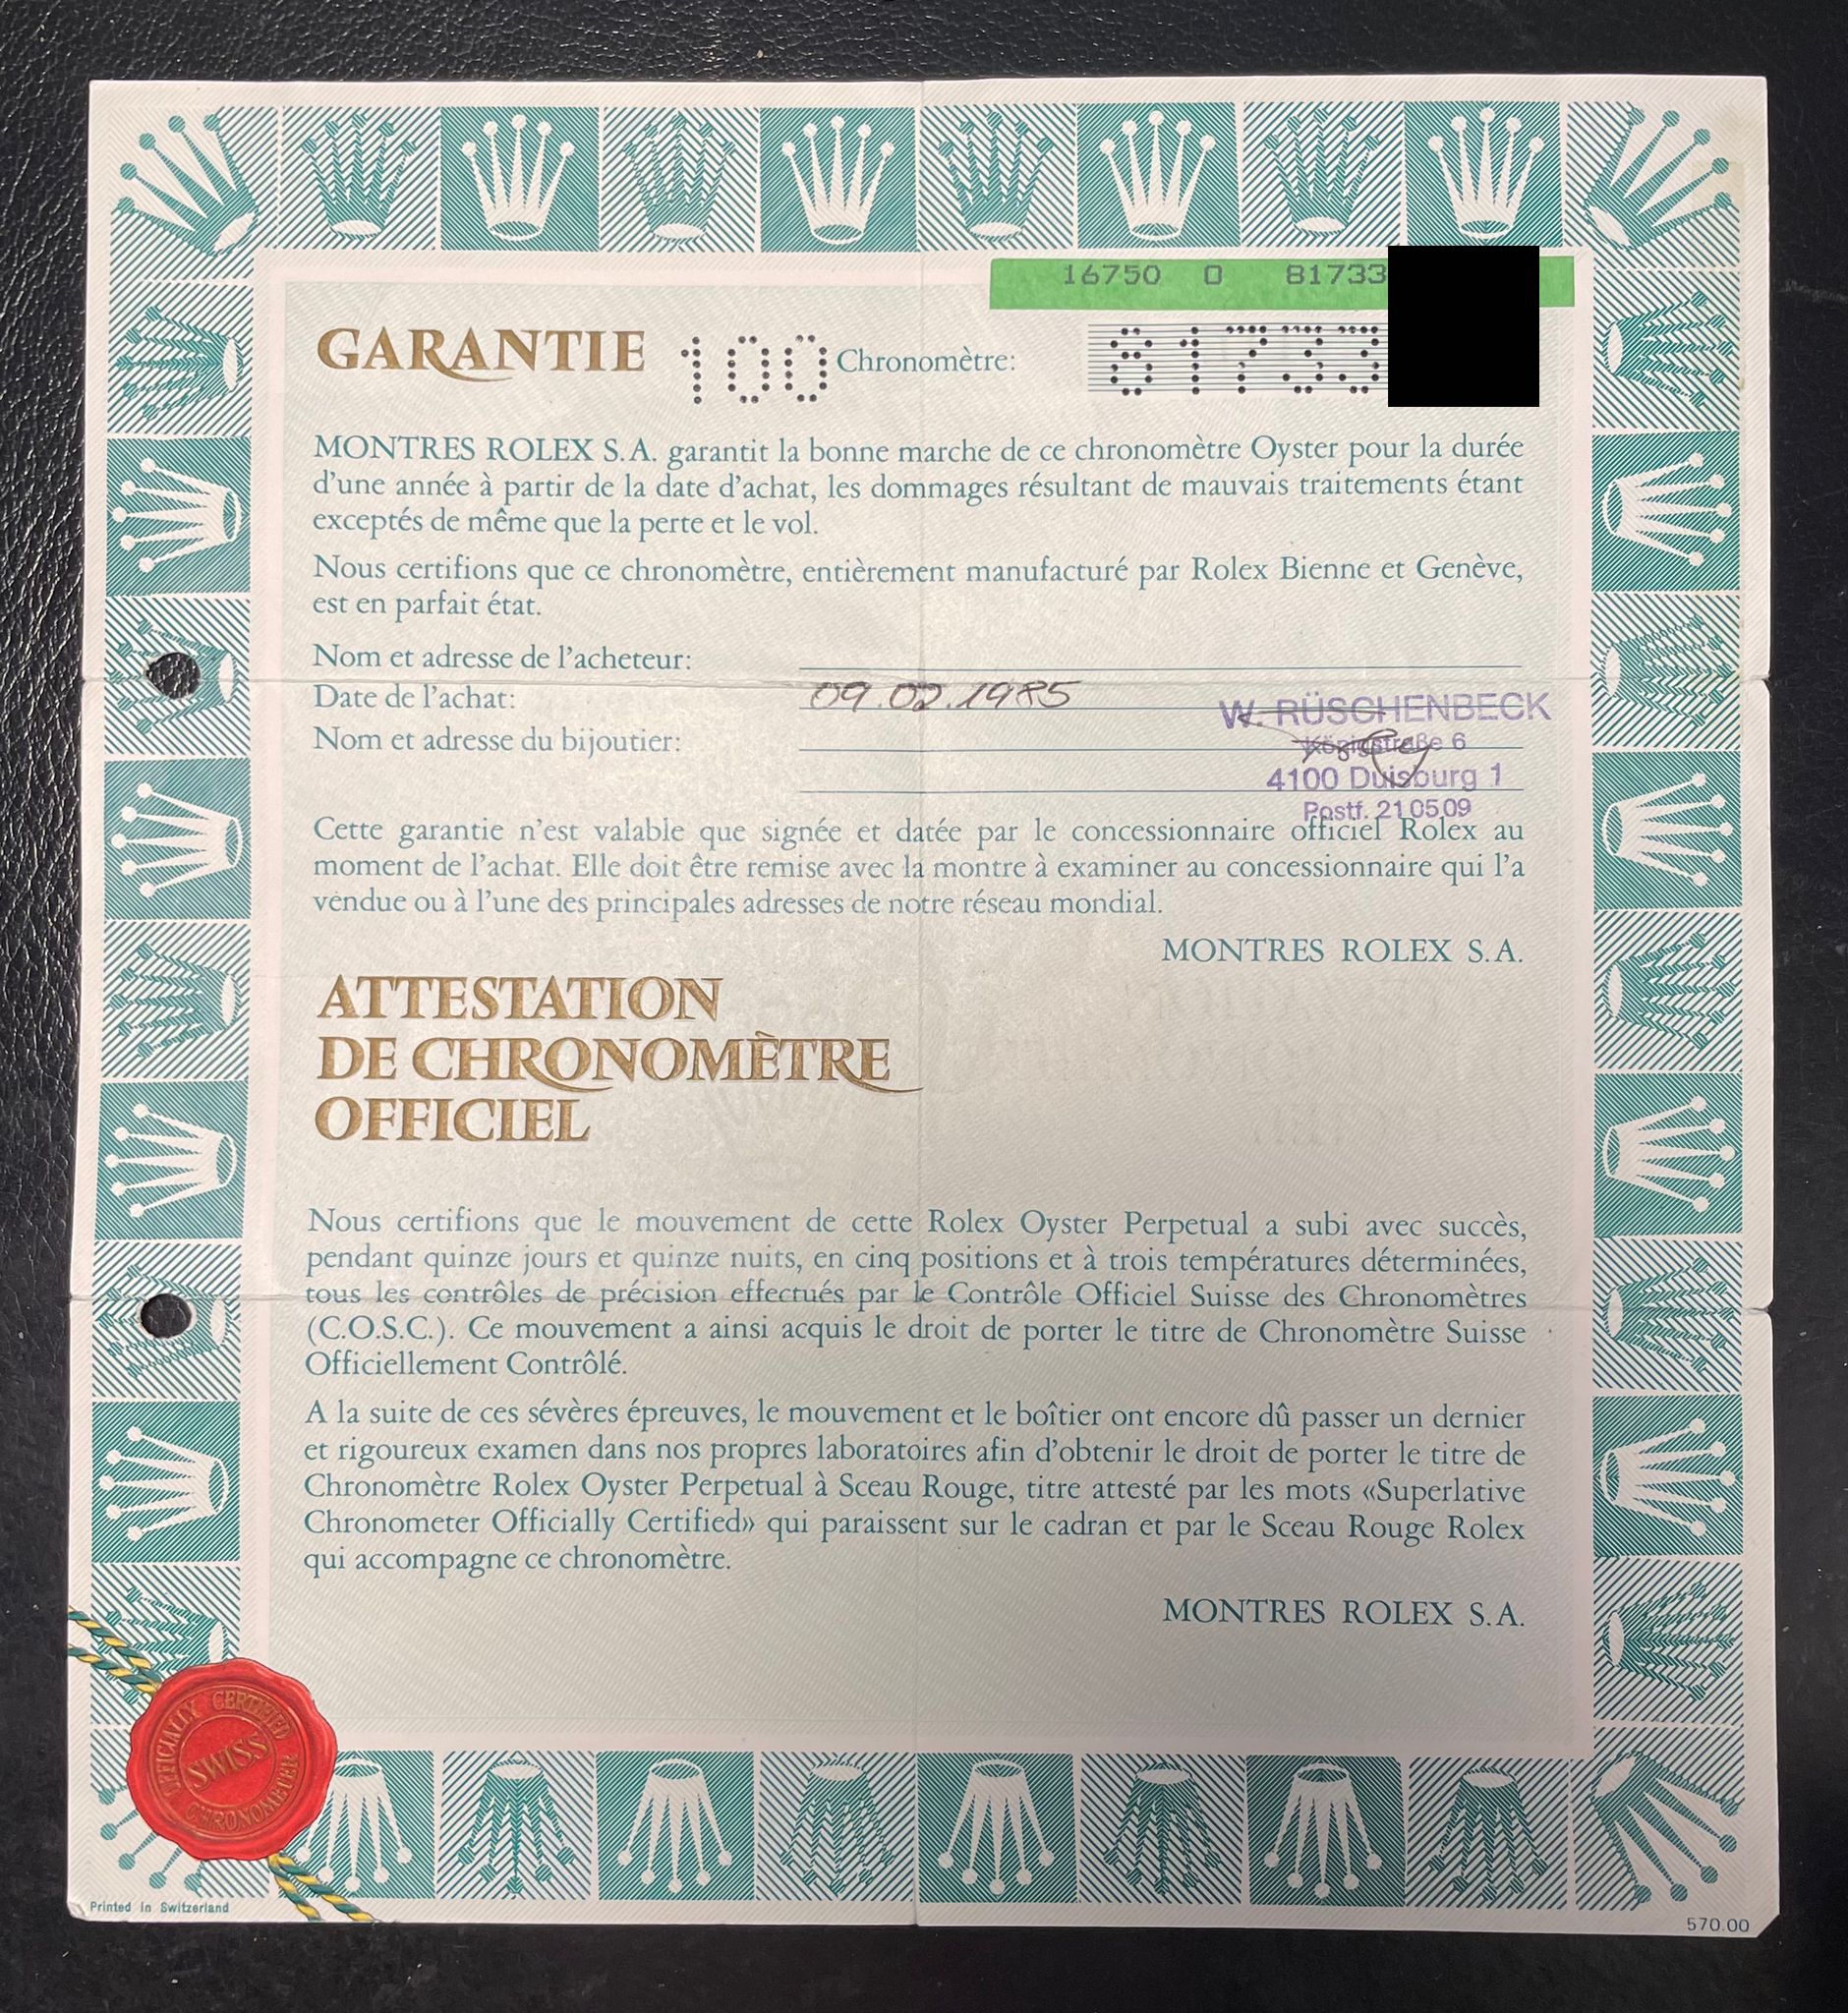 16750 0 81733
GARANTIE 100 Chronomètre: 81733
MONTRES ROLEX S.A. garantit la bonne marche de ce chronomètre Oyster pour la durée
d'une année à partir de la date d'achat, les dommages résultant de mauvais traitements étant
exceptés de même que la perte et le vol.
Nous certifions que ce chronomètre, entièrement manufacturé par Rolex Bienne et Genève,
est en parfait état.
Nom et adresse de l'acheteur:
Date de l'achat: 09.02.1985
W. RÜSCHENBECK
Nom et adresse du bijoutier:
Königstraße 6
4100 Duisburg 1
Postf. 210509
Cette garantie n'est valable que signée et datée par le concessionnaire officiel Rolex au
moment de l'achat. Elle doit être remise avec la montre à examiner au concessionnaire qui l'a
vendue ou à l'une des principales adresses de notre réseau mondial.
MONTRES ROLEX S.A.
ATTESTATION
DE CHRONOMÈTRE
OFFICIEL
Nous certifions que le mouvement de cette Rolex Oyster Perpetual a subi avec succès,
pendant quinze jours et quinze nuits, en cinq positions et à trois températures déterminées,
tous les contrôles de précision effectués par le Contrôle Officiel Suisse des Chronomètres
(C.O.S.C.). Ce mouvement a ainsi acquis le droit de porter le titre de Chronomètre Suisse
Officiellement Contrôlé.
A la suite de ces sévères épreuves, le mouvement et le boîtier ont encore dû passer un dernier
et rigoureux examen dans nos propres laboratoires afin d'obtenir le droit de porter le titre de
Chronomètre Rolex Oyster Perpetual à Sceau Rouge, titre attesté par les mots «Superlative
Chronometer Officially Certified» qui paraissent sur le cadran et par le Sceau Rouge Rolex
qui accompagne ce chronomètre.
MONTRES ROLEX S.A.
OFFICIALLY CERTIFIED
SWISS
CHRONOMETER
Printed in Switzerland
570.00